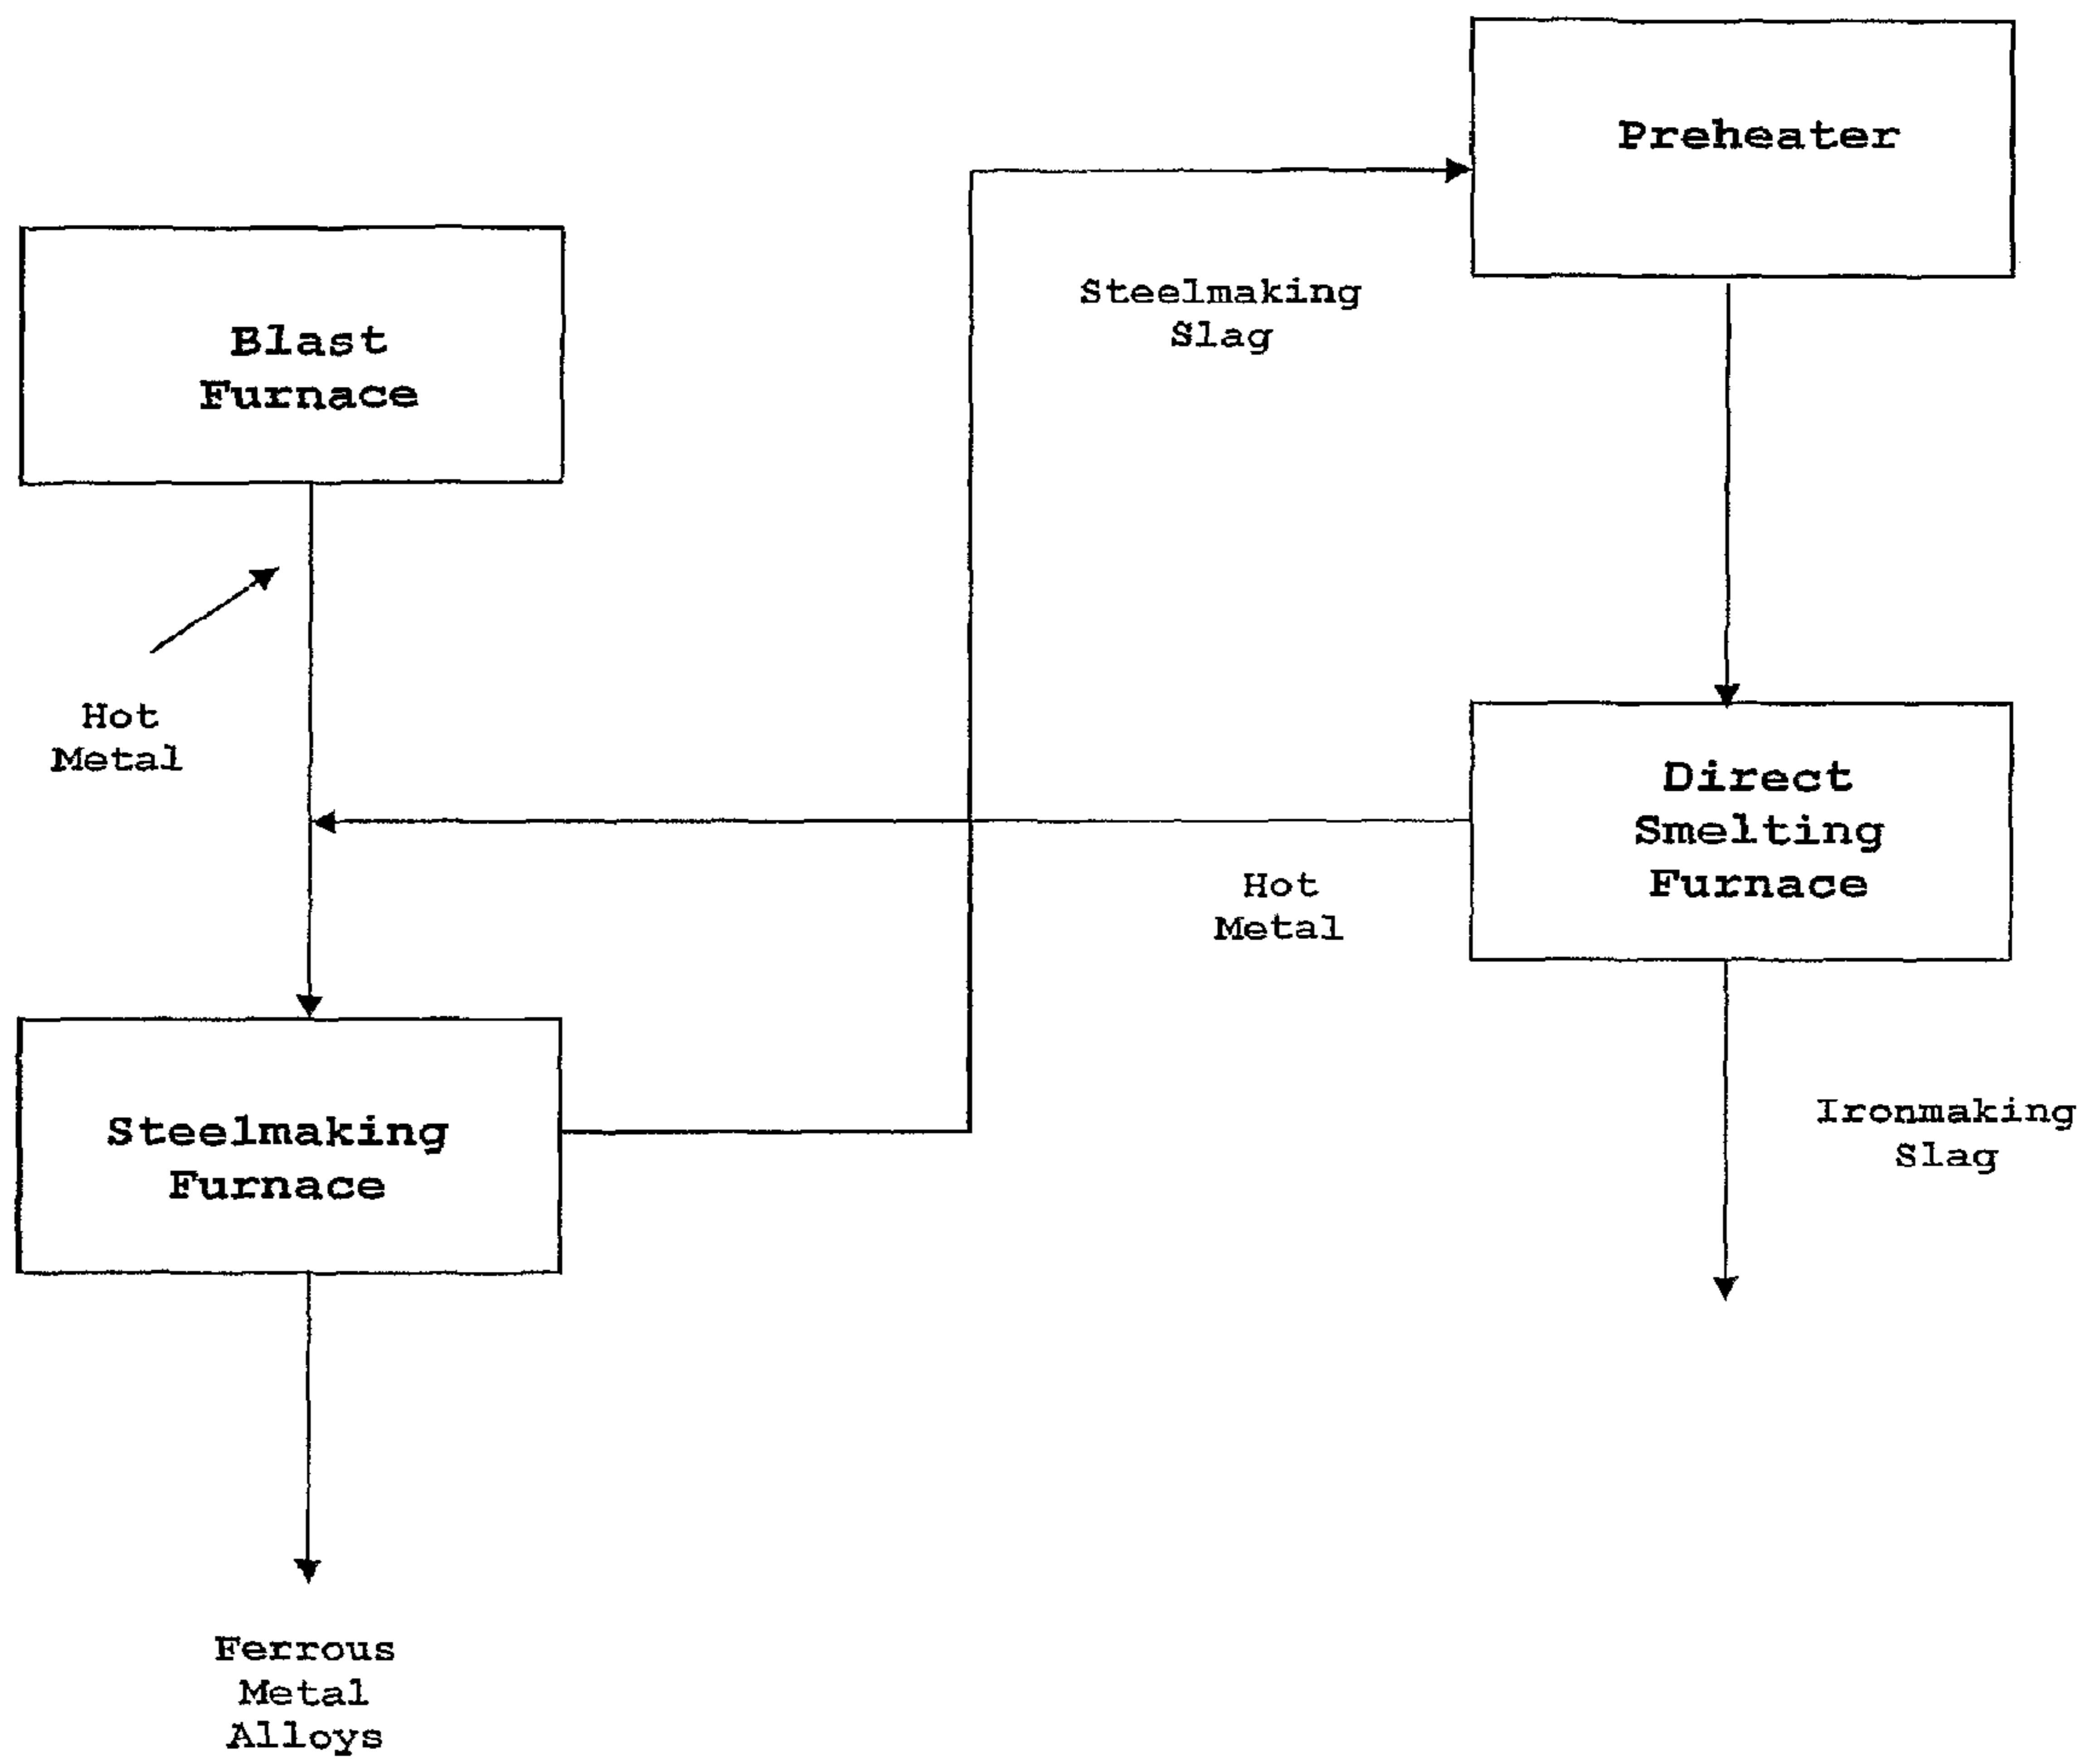 Preheater
Steelmaking
Slag
Blast
Furnace
Hot
Metal
Direct
Smelting
Furnace
Hot
Metal
Steelmaking
Furnace
Ironmaking
Slag
Ferrous
Metal
Alloys